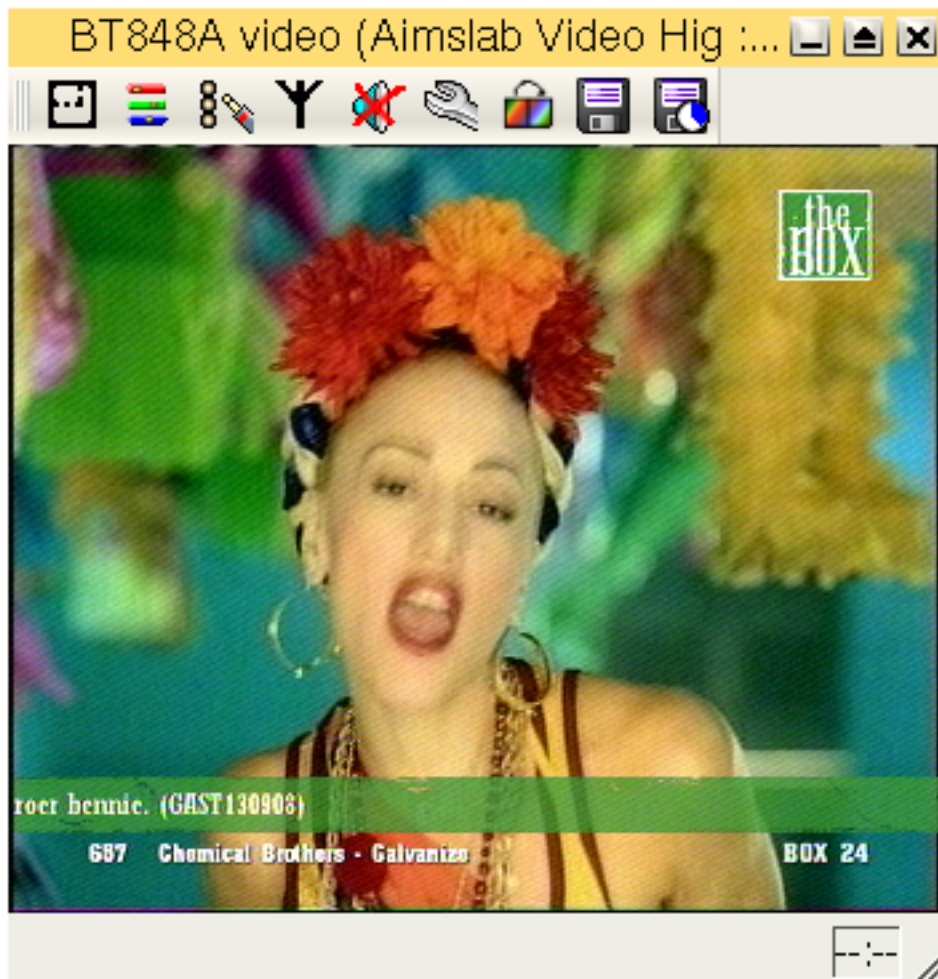 BT848A video (Aimslab Video Hig :...
the
BOX
roer bennie. (GAST130908)
687 Chemical Brothers - Galvanize
BOX 24
--:--